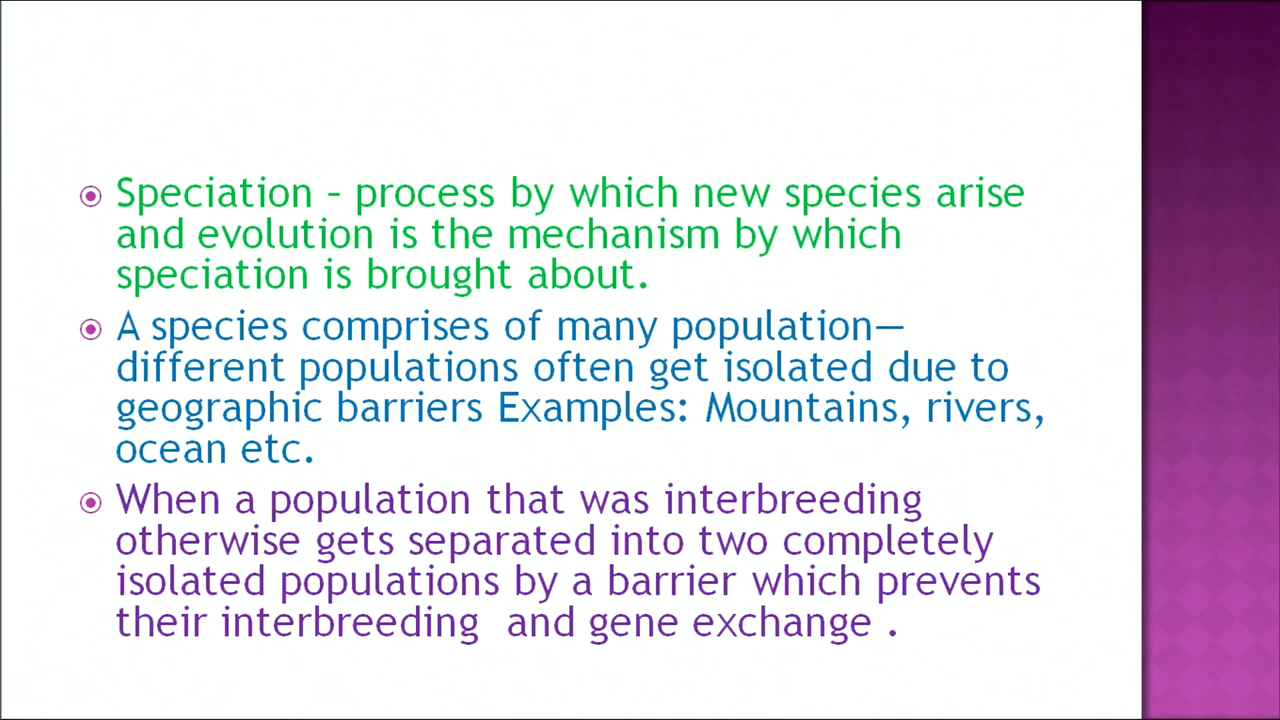 Speciation – process by which new species arise
and evolution is the mechanism by which
speciation is brought about.
A species comprises of many population—
different populations often get isolated due to
geographic barriers Examples: Mountains, rivers,
ocean etc.
When a population that was interbreeding
otherwise gets separated into two completely
isolated populations by a barrier which prevents
their interbreeding  and gene exchange .